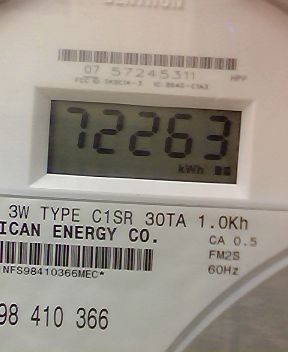 07 57245311 HPP
72263
kWh
3W TYPE C1SR 30TA 1.0Kh
ICAN ENERGY CO.
CA 0.5
FM2S
60Hz
*NFS98410366MEC*
98 410 366